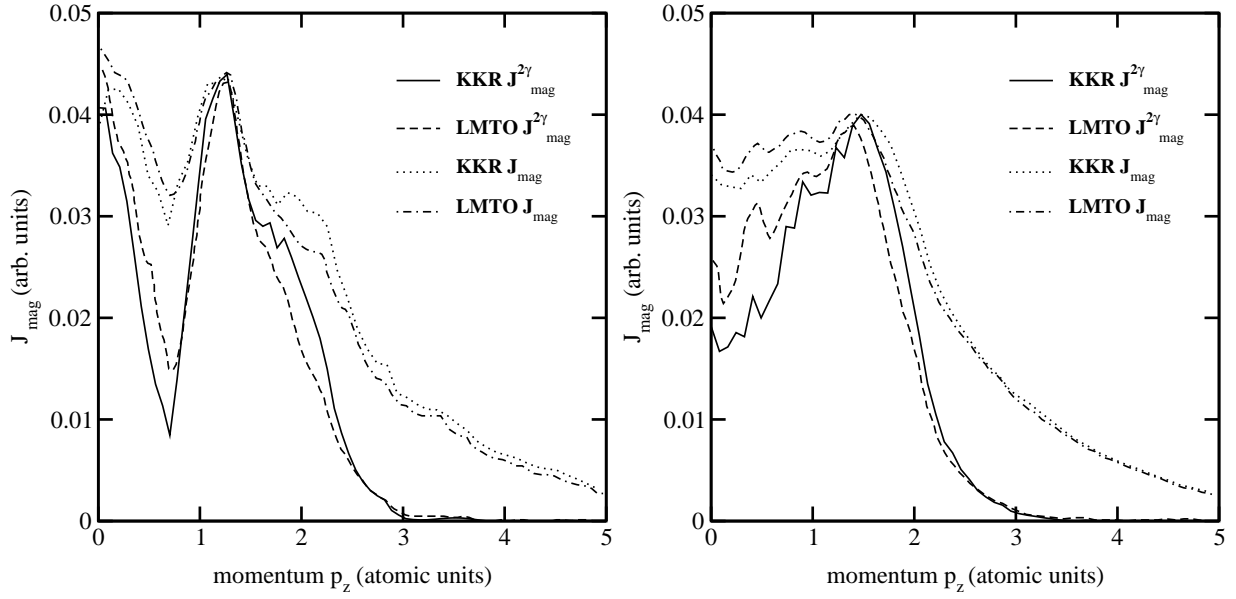 0.05
0.04
0.03
0.02
0.01
0
J_mag (arb. units)
KKR J^2γ_mag
LMTO J^2γ_mag
KKR J_mag
LMTO J_mag
0 1 2 3 4 5
momentum p_z (atomic units)
0.05
0.04
0.03
0.02
0.01
0
J_mag (arb. units)
KKR J^2γ_mag
LMTO J^2γ_mag
KKR J_mag
LMTO J_mag
0 1 2 3 4 5
momentum p_z (atomic units)